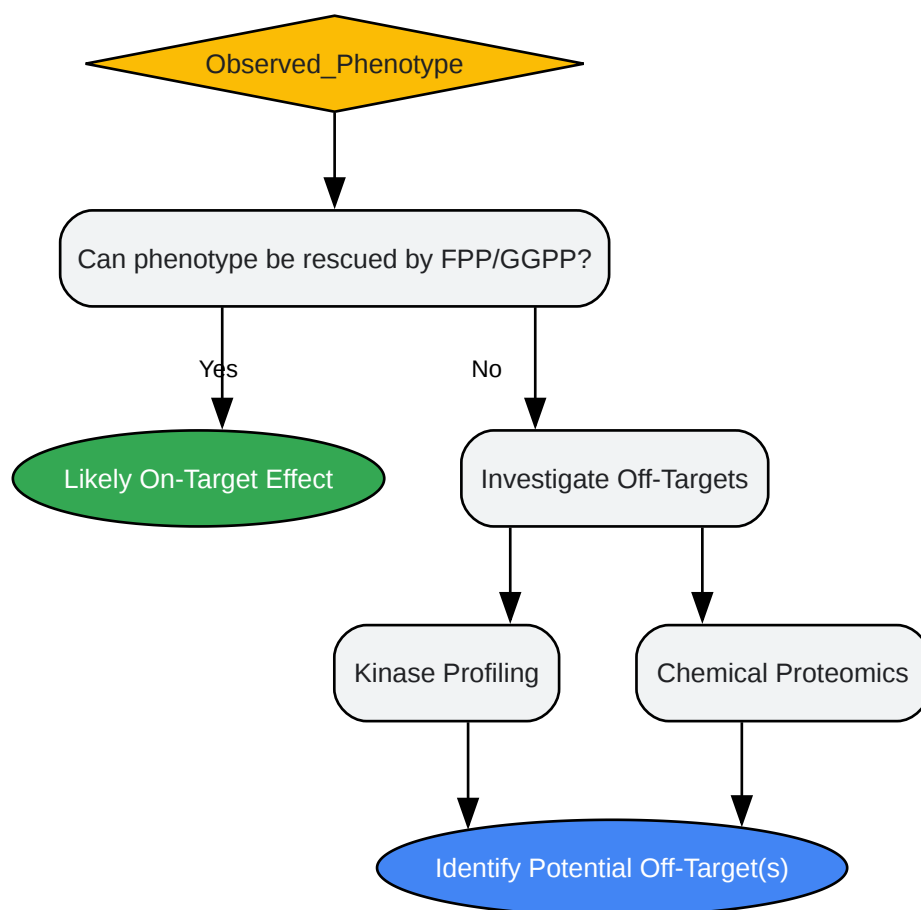 Observed_Phenotype
Can phenotype be rescued by FPP/GGPP?
Yes
No
Likely On-Target Effect
Investigate Off-Targets
Kinase Profiling
Chemical Proteomics
Identify Potential Off-Target(s)